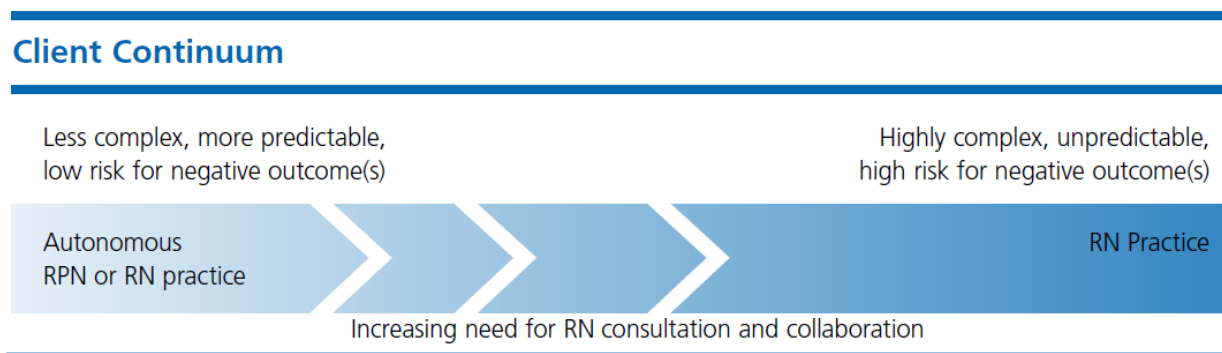 Client Continuum
Less complex, more predictable,
low risk for negative outcome(s)
Highly complex, unpredictable,
high risk for negative outcome(s)
Autonomous
RPN or RN practice
RN Practice
Increasing need for RN consultation and collaboration